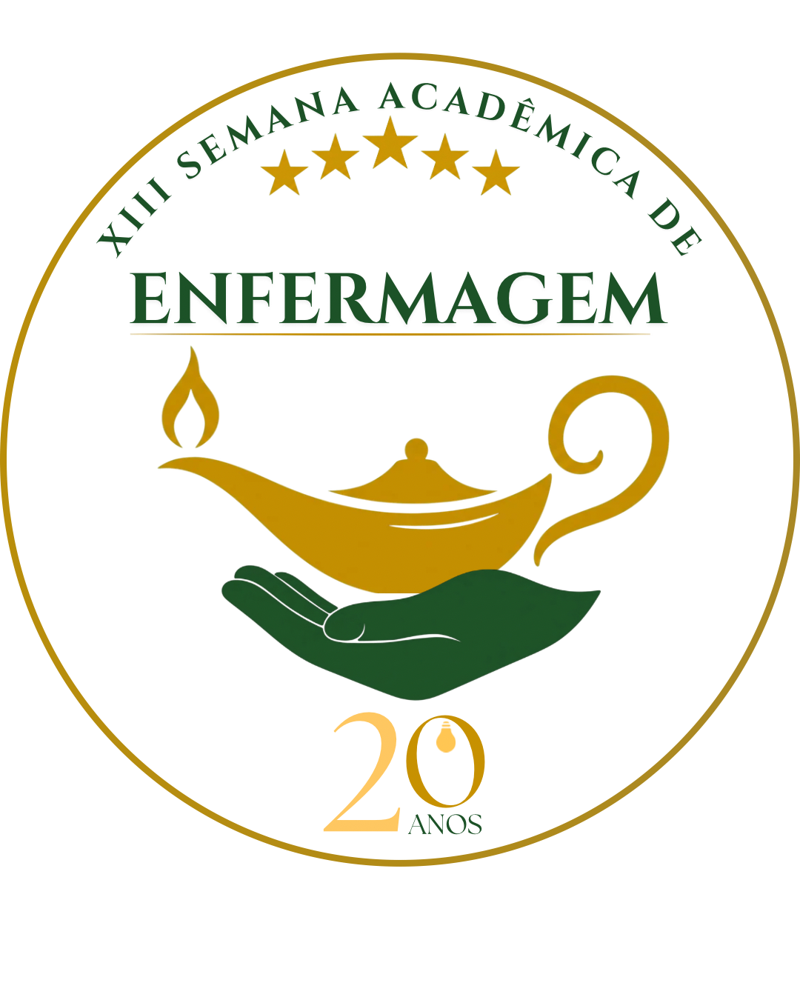 XIII SEMANA ACADÊMICA DE
ENFERMAGEM
20
ANOS